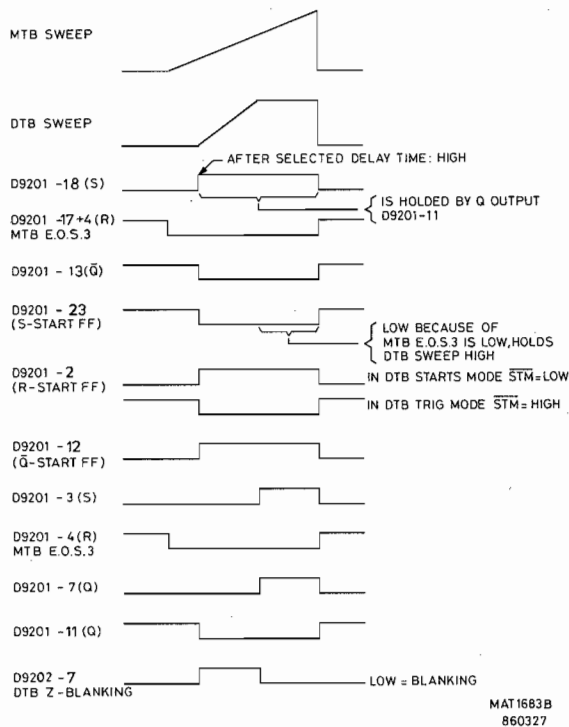 MTB SWEEP
DTB SWEEP
AFTER SELECTED DELAY TIME: HIGH
D9201 -18 (S)
IS HOLDED BY Q OUTPUT
D9201-11
D9201 -17+4 (R)
MTB E.O.S.3
D9201 - 13(Q̅)
D9201 - 23
(S-START FF)
LOW BECAUSE OF
MTB E.O.S.3 IS LOW, HOLDS
DTB SWEEP HIGH
D9201 -2
(R-START FF)
IN DTB STARTS MODE S̅T̅M̅=LOW
IN DTB TRIG MODE S̅T̅M̅=HIGH
D9201 -12
(Q̅-START FF)
D9201 -3 (S)
D9201 -4(R)
MTB E.O.S.3
D9201 -7(Q)
D9201 -11 (Q)
D9202 -7
DTB Z-BLANKING
LOW = BLANKING
MAT1683B
860327